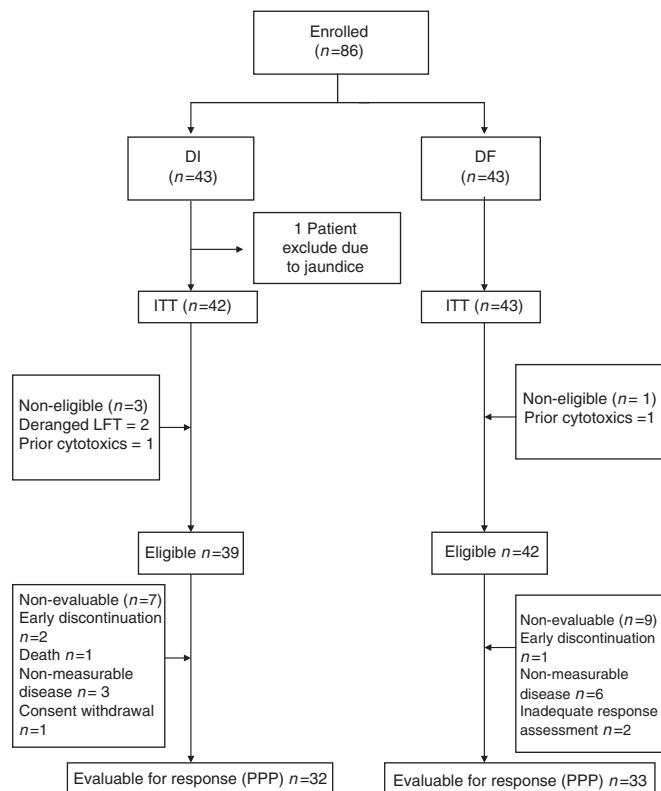 Enrolled
(n=86)
DI
(n=43)
DF
(n=43)
1 Patient
exclude due
to jaundice
ITT (n=42)
ITT (n=43)
Non-eligible (n=3)
Deranged LFT = 2
Prior cytotoxics = 1
Non-eligible (n= 1)
Prior cytotoxics =1
Eligible n=39
Eligible n=42
Non-evaluable (n=7)
Early discontinuation
n=2
Death n=1
Non-measurable
disease n= 3
Consent withdrawal
n=1
Non-evaluable (n=9)
Early discontinuation
n=1
Non-measurable
disease n=6
Inadequate response
assessment n=2
Evaluable for response (PPP) n=32
Evaluable for response (PPP) n=33